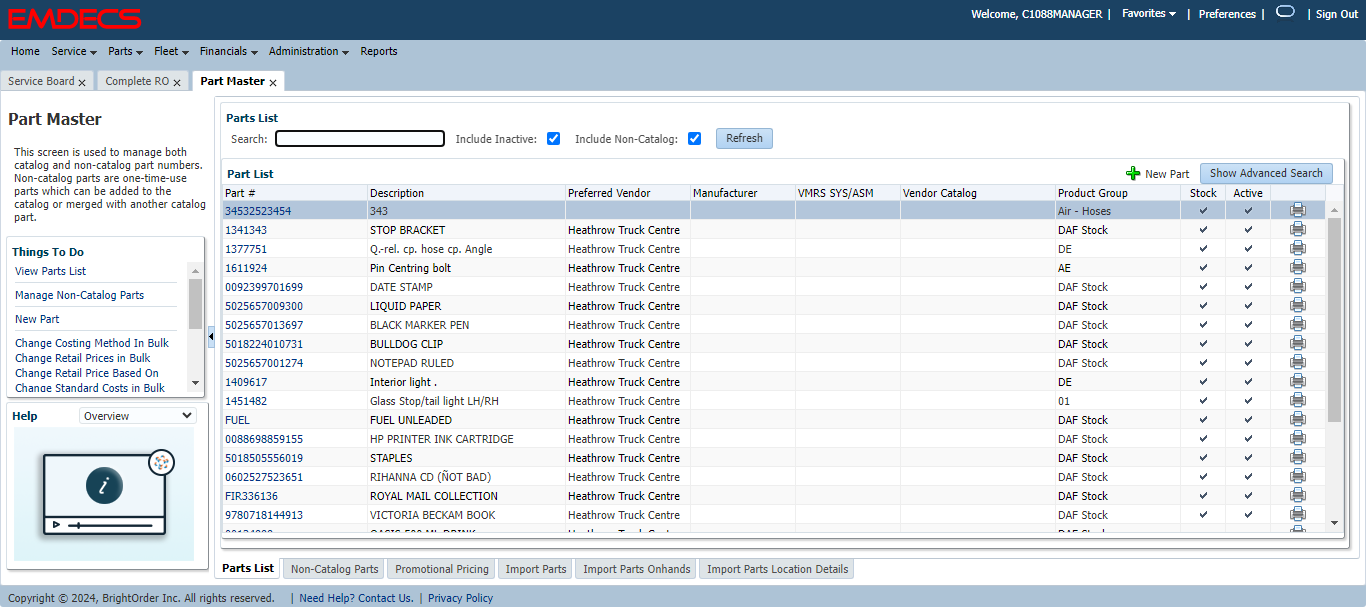 EMDECS
Welcome, C1088MANAGER | Favorites | Preferences | | Sign Out
Home Service Parts Fleet Financials Administration Reports
Service Board x Complete RO x Part Master x
Part Master
This screen is used to manage both
catalog and non-catalog part numbers.
Non-catalog parts are one-time-use
parts which can be added to the
catalog or merged with another catalog
part.
Things To Do
View Parts List
Manage Non-Catalog Parts
New Part
Change Costing Method In Bulk
Change Retail Prices in Bulk
Change Retail Price Based On
Change Standard Costs in Bulk
Help Overview
i
Parts List
Search: Include Inactive: Include Non-Catalog: Refresh
Part List New Part Show Advanced Search
Part # Description Preferred Vendor Manufacturer VMRS SYS/ASM Vendor Catalog Product Group Stock Active
34532523454 343 Air - Hoses
1341343 STOP BRACKET Heathrow Truck Centre DAF Stock
1377751 Q.-rel. cp. hose cp. Angle Heathrow Truck Centre DE
1611924 Pin Centring bolt Heathrow Truck Centre AE
0092399701699 DATE STAMP Heathrow Truck Centre DAF Stock
5025657009300 LIQUID PAPER Heathrow Truck Centre DAF Stock
5025657013697 BLACK MARKER PEN Heathrow Truck Centre DAF Stock
5018224010731 BULLDOG CLIP Heathrow Truck Centre DAF Stock
5025657001274 NOTEPAD RULED Heathrow Truck Centre DAF Stock
1409617 Interior light . Heathrow Truck Centre DE
1451482 Glass Stop/tail light LH/RH Heathrow Truck Centre 01
FUEL FUEL UNLEADED Heathrow Truck Centre DAF Stock
0088698859155 HP PRINTER INK CARTRIDGE Heathrow Truck Centre DAF Stock
5018505556019 STAPLES Heathrow Truck Centre DAF Stock
0602527523651 RIHANNA CD (ÑOT BAD) Heathrow Truck Centre DAF Stock
FIR336136 ROYAL MAIL COLLECTION Heathrow Truck Centre DAF Stock
9780718144913 VICTORIA BECKAM BOOK Heathrow Truck Centre DAF Stock
Parts List Non-Catalog Parts Promotional Pricing Import Parts Import Parts Onhands Import Parts Location Details
Copyright © 2024, BrightOrder Inc. All rights reserved. | Need Help? Contact Us. | Privacy Policy